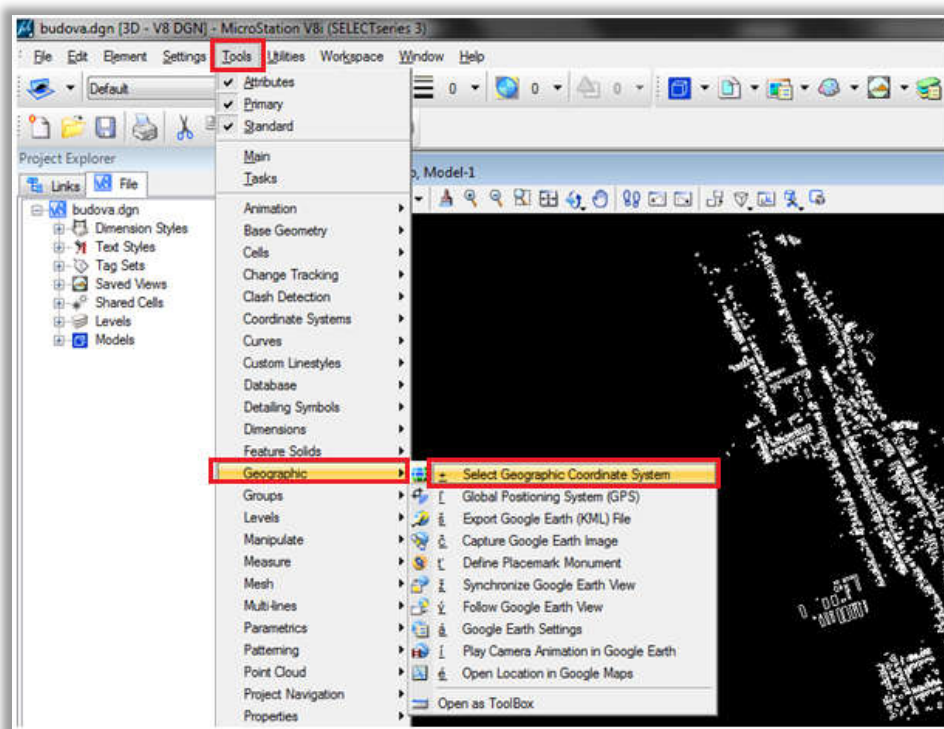 budova.dgn [3D - V8 DGN] - MicroStation V8i (SELECTseries 3)
File Edit Element Settings Tools Utilities Workspace Window Help
Default
0 0 0
Attributes
Primary
Standard
Main
Tasks
Project Explorer
Links File
budova.dgn
Dimension Styles
Text Styles
Tag Sets
Saved Views
Shared Cells
Levels
Models
, Model-1
Animation
Base Geometry
Cells
Change Tracking
Clash Detection
Coordinate Systems
Curves
Custom Linestyles
Database
Detailing Symbols
Dimensions
Feature Solids
Geographic
Groups
Levels
Manipulate
Measure
Mesh
Multi-lines
Parametrics
Patterning
Point Cloud
Project Navigation
Properties
+ Select Geographic Coordinate System
Global Positioning System (GPS)
š Export Google Earth (KML) File
č Capture Google Earth Image
Define Placemark Monument
ž Synchronize Google Earth View
ý Follow Google Earth View
á Google Earth Settings
í Play Camera Animation in Google Earth
é Open Location in Google Maps
Open as ToolBox